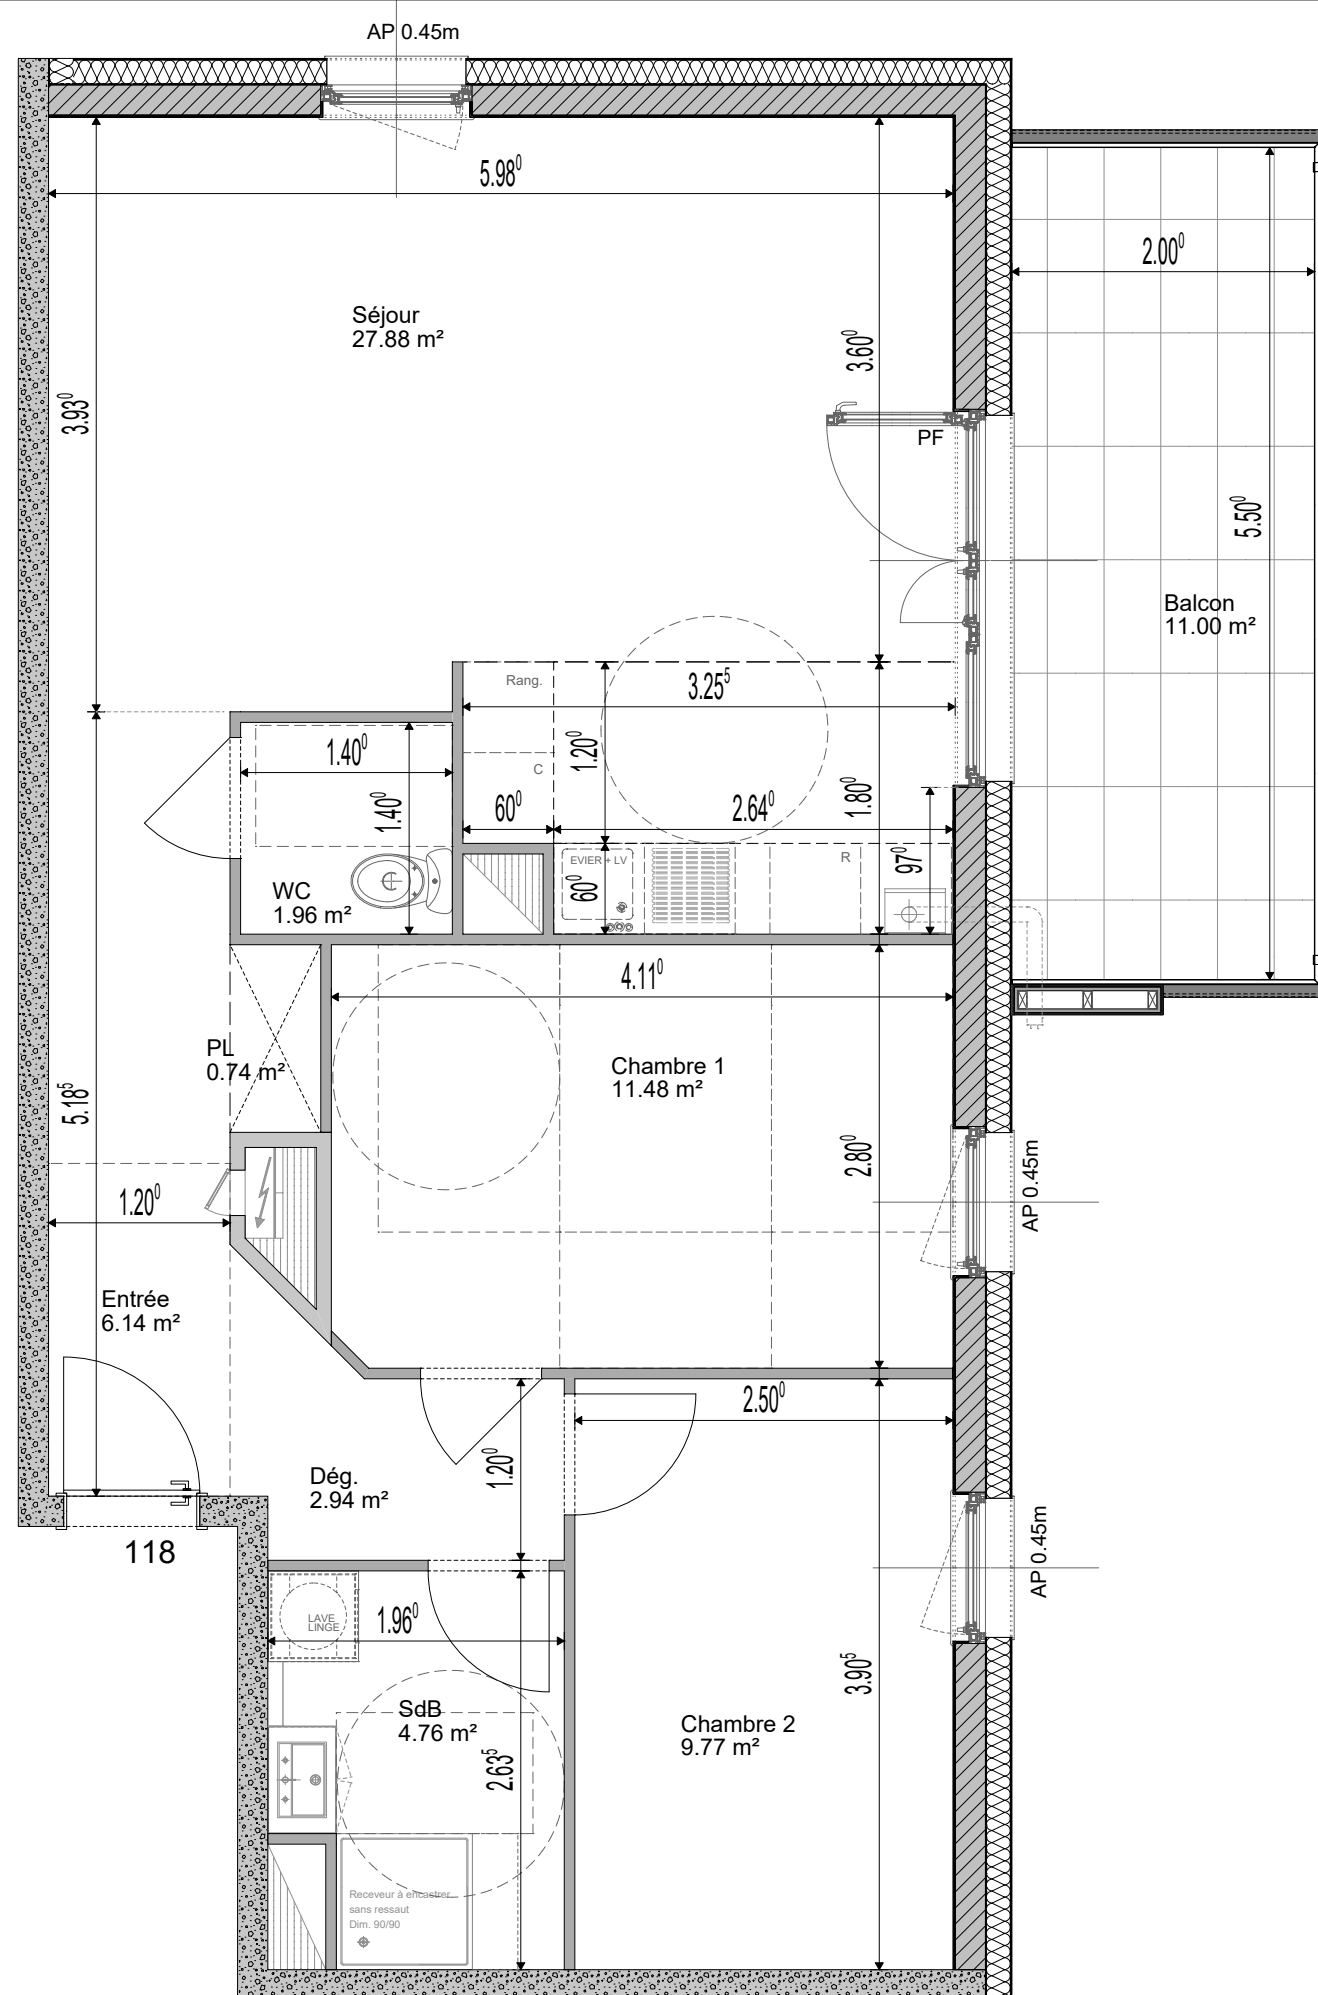 AP 0.45m
5.98⁰
2.00⁰
Séjour
27.88 m²
3.60⁰
3.93⁰
PF
5.50⁰
Balcon
11.00 m²
Rang.
3.25⁵
1.40⁰
1.20⁰
C
1.40⁰
60⁰
2.64⁰
1.80⁰
EVIER + LV
R
97⁰
60⁰
WC
1.96 m²
4.11⁰
PL
0.74 m²
Chambre 1
11.48 m²
5.18⁵
2.80⁰
AP 0.45m
1.20⁰
Entrée
6.14 m²
2.50⁰
1.20⁰
Dég.
2.94 m²
118
AP 0.45m
LAVE
LINGE
1.96⁰
3.90⁵
SdB
4.76 m²
Chambre 2
9.77 m²
2.63⁵
Receveur à encastrer
sans ressaut
Dim. 90/90